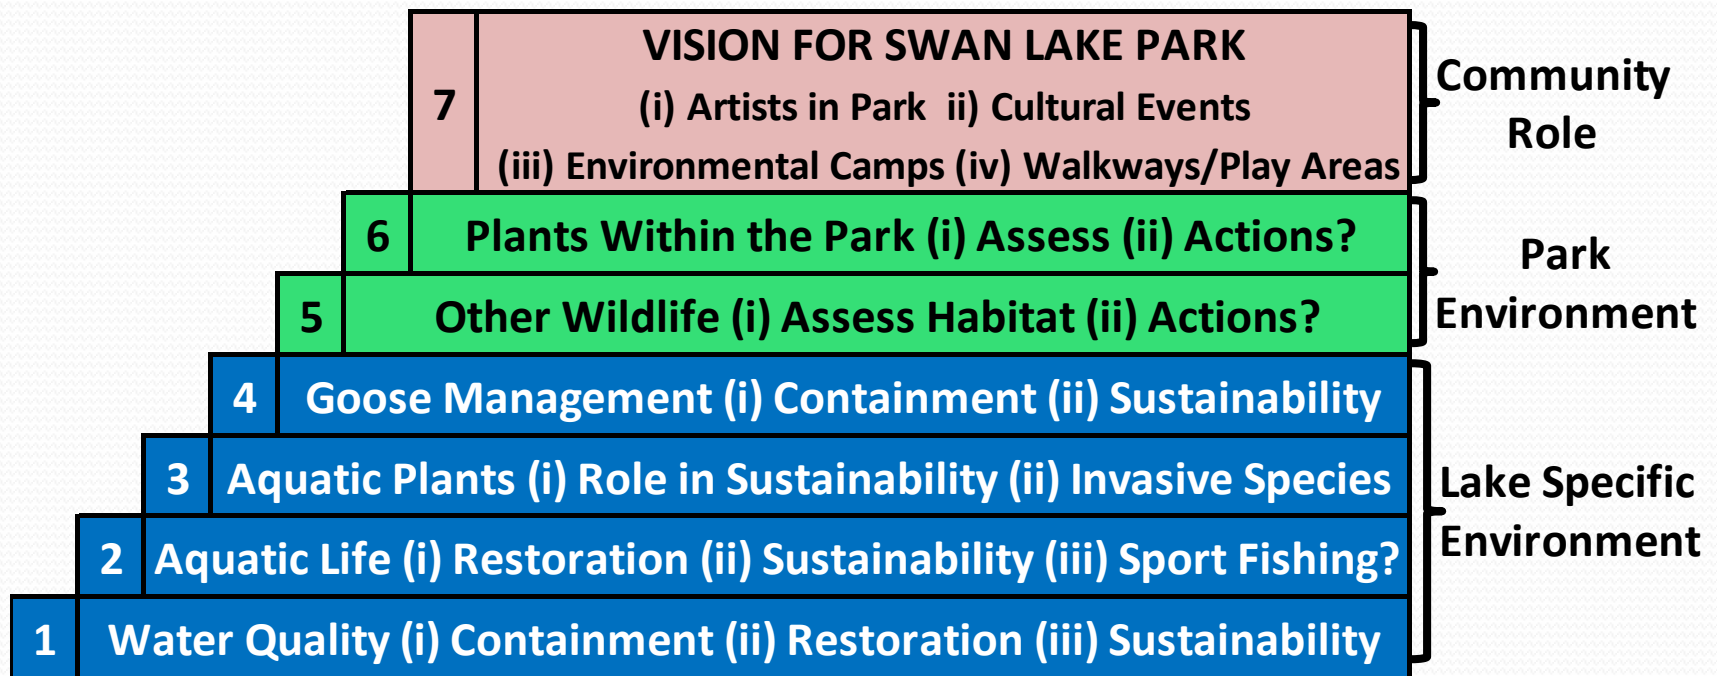 7
VISION FOR SWAN LAKE PARK
(i) Artists in Park ii) Cultural Events
(iii) Environmental Camps (iv) Walkways/Play Areas
Community
Role
6 Plants Within the Park (i) Assess (ii) Actions?
5 Other Wildlife (i) Assess Habitat (ii) Actions?
Park
Environment
4 Goose Management (i) Containment (ii) Sustainability
3 Aquatic Plants (i) Role in Sustainability (ii) Invasive Species
2 Aquatic Life (i) Restoration (ii) Sustainability (iii) Sport Fishing?
1 Water Quality (i) Containment (ii) Restoration (iii) Sustainability
Lake Specific
Environment